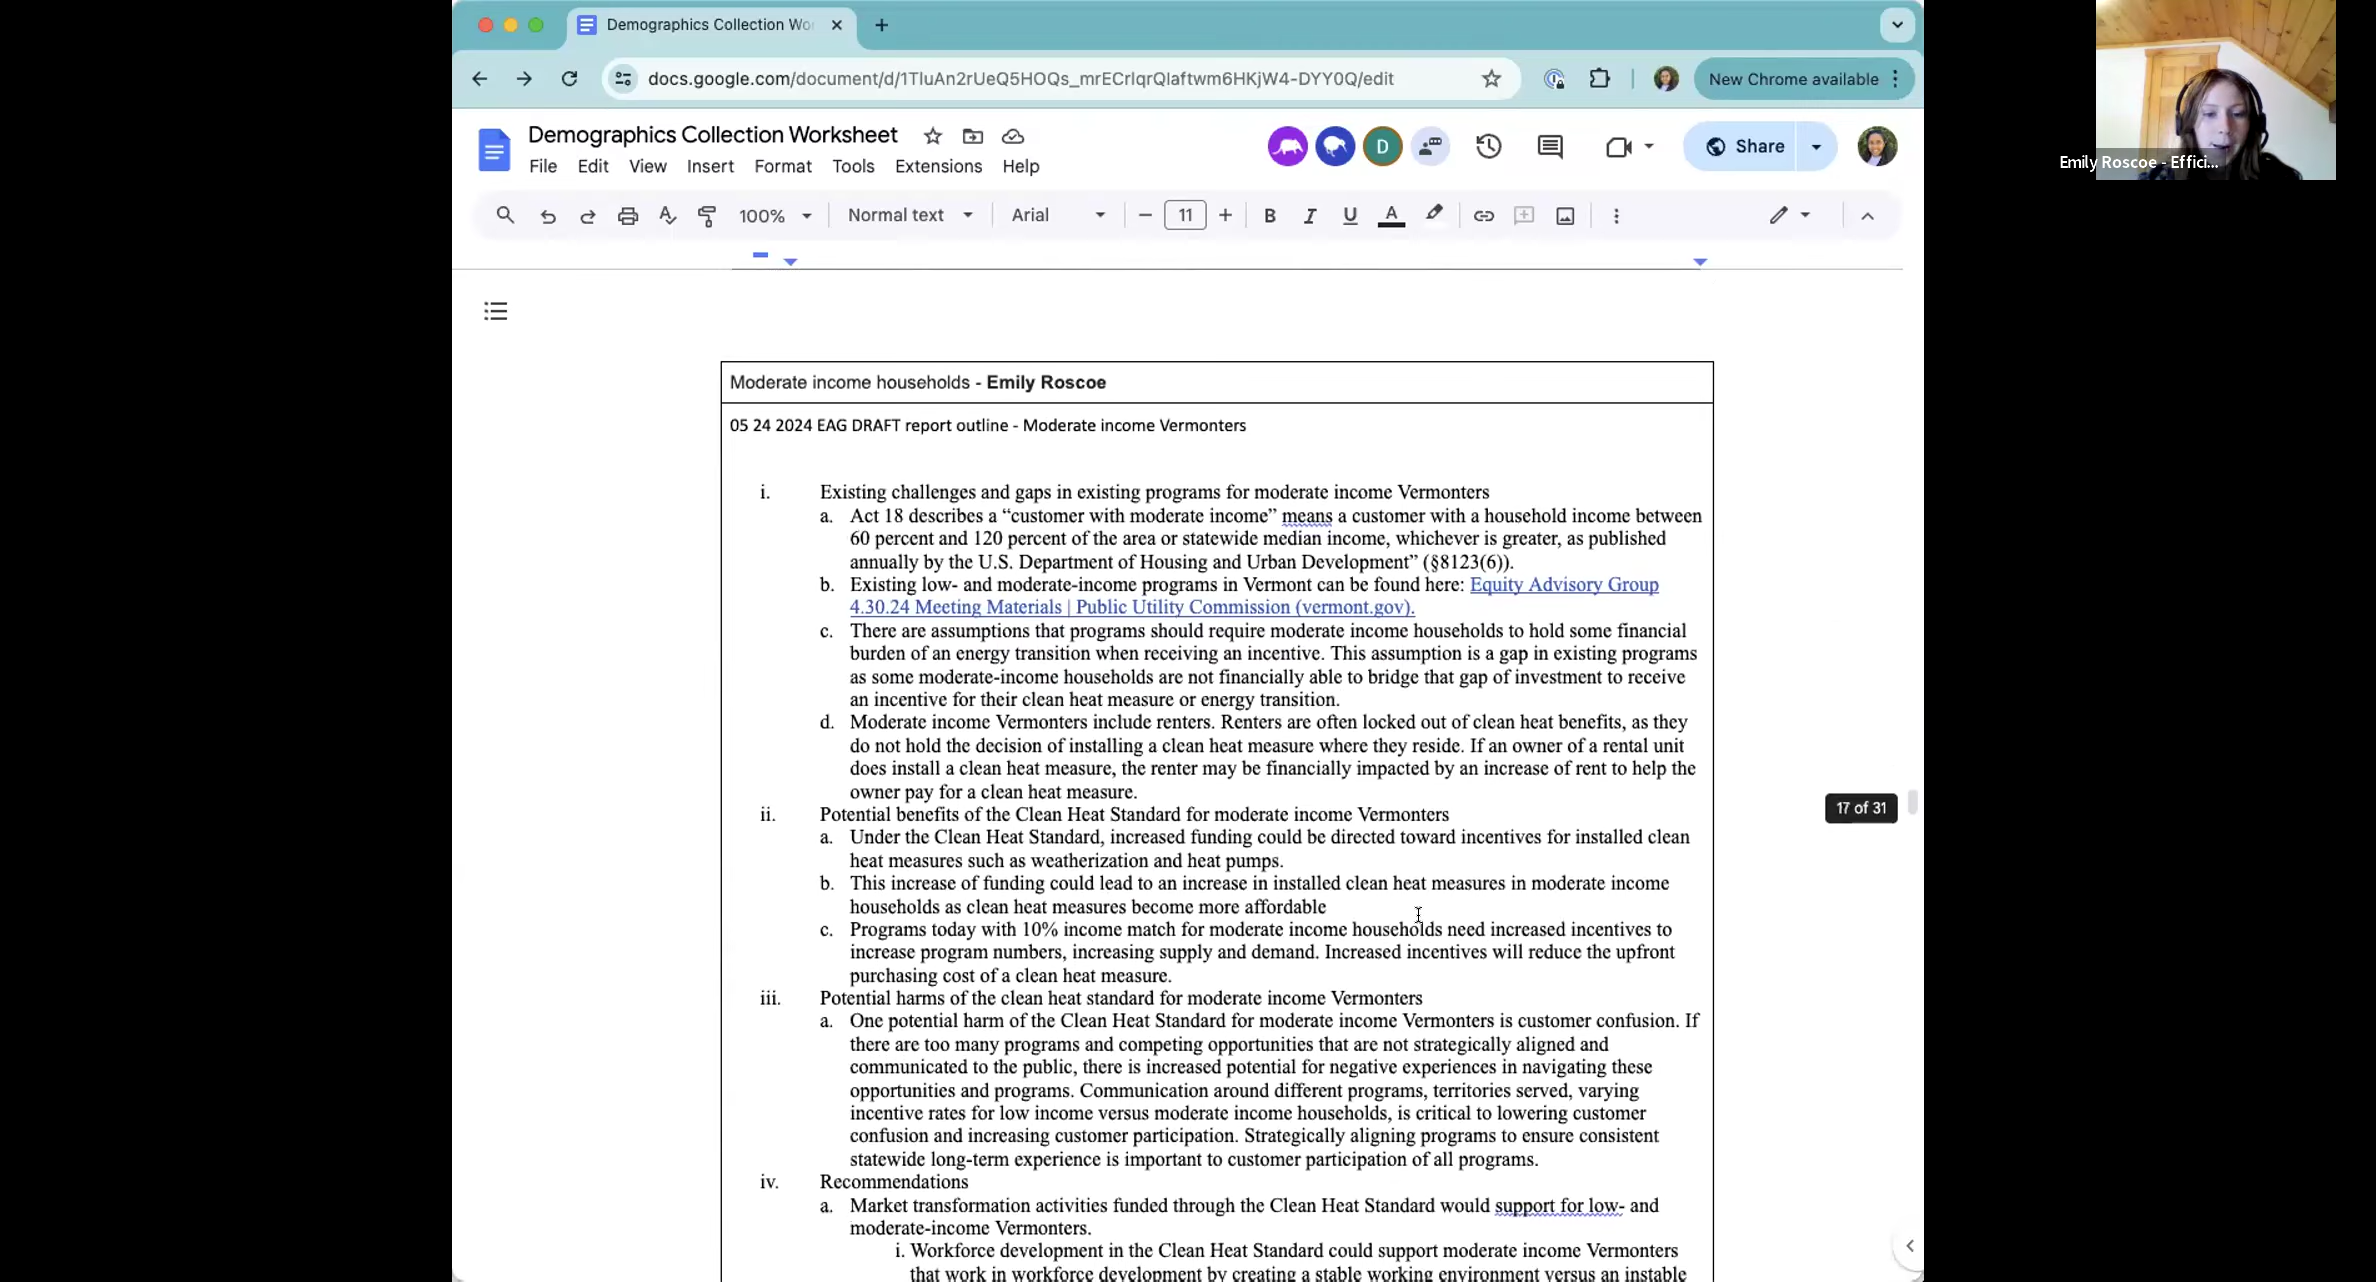 Demographics Collection Wo
docs.google.com/document/d/1TluAn2rUeQ5HOQs_mrECrlqrQlaftwm6HKjW4-DYY0Q/edit
New Chrome available
Emily Roscoe - Effici...
Demographics Collection Worksheet
D
Share
File Edit View Insert Format Tools Extensions Help
100% Normal text Arial 11 B I U A
Moderate income households - Emily Roscoe
05 24 2024 EAG DRAFT report outline - Moderate income Vermonters
i. Existing challenges and gaps in existing programs for moderate income Vermonters
a. Act 18 describes a “customer with moderate income” means a customer with a household income between
60 percent and 120 percent of the area or statewide median income, whichever is greater, as published
annually by the U.S. Department of Housing and Urban Development” (§8123(6)).
b. Existing low- and moderate-income programs in Vermont can be found here: Equity Advisory Group
4.30.24 Meeting Materials | Public Utility Commission (vermont.gov).
c. There are assumptions that programs should require moderate income households to hold some financial
burden of an energy transition when receiving an incentive. This assumption is a gap in existing programs
as some moderate-income households are not financially able to bridge that gap of investment to receive
an incentive for their clean heat measure or energy transition.
d. Moderate income Vermonters include renters. Renters are often locked out of clean heat benefits, as they
do not hold the decision of installing a clean heat measure where they reside. If an owner of a rental unit
does install a clean heat measure, the renter may be financially impacted by an increase of rent to help the
owner pay for a clean heat measure.
ii. Potential benefits of the Clean Heat Standard for moderate income Vermonters
17 of 31
a. Under the Clean Heat Standard, increased funding could be directed toward incentives for installed clean
heat measures such as weatherization and heat pumps.
b. This increase of funding could lead to an increase in installed clean heat measures in moderate income
households as clean heat measures become more affordable
c. Programs today with 10% income match for moderate income households need increased incentives to
increase program numbers, increasing supply and demand. Increased incentives will reduce the upfront
purchasing cost of a clean heat measure.
iii. Potential harms of the clean heat standard for moderate income Vermonters
a. One potential harm of the Clean Heat Standard for moderate income Vermonters is customer confusion. If
there are too many programs and competing opportunities that are not strategically aligned and
communicated to the public, there is increased potential for negative experiences in navigating these
opportunities and programs. Communication around different programs, territories served, varying
incentive rates for low income versus moderate income households, is critical to lowering customer
confusion and increasing customer participation. Strategically aligning programs to ensure consistent
statewide long-term experience is important to customer participation of all programs.
iv. Recommendations
a. Market transformation activities funded through the Clean Heat Standard would support for low- and
moderate-income Vermonters.
i. Workforce development in the Clean Heat Standard could support moderate income Vermonters
that work in workforce development by creating a stable working environment versus an instable